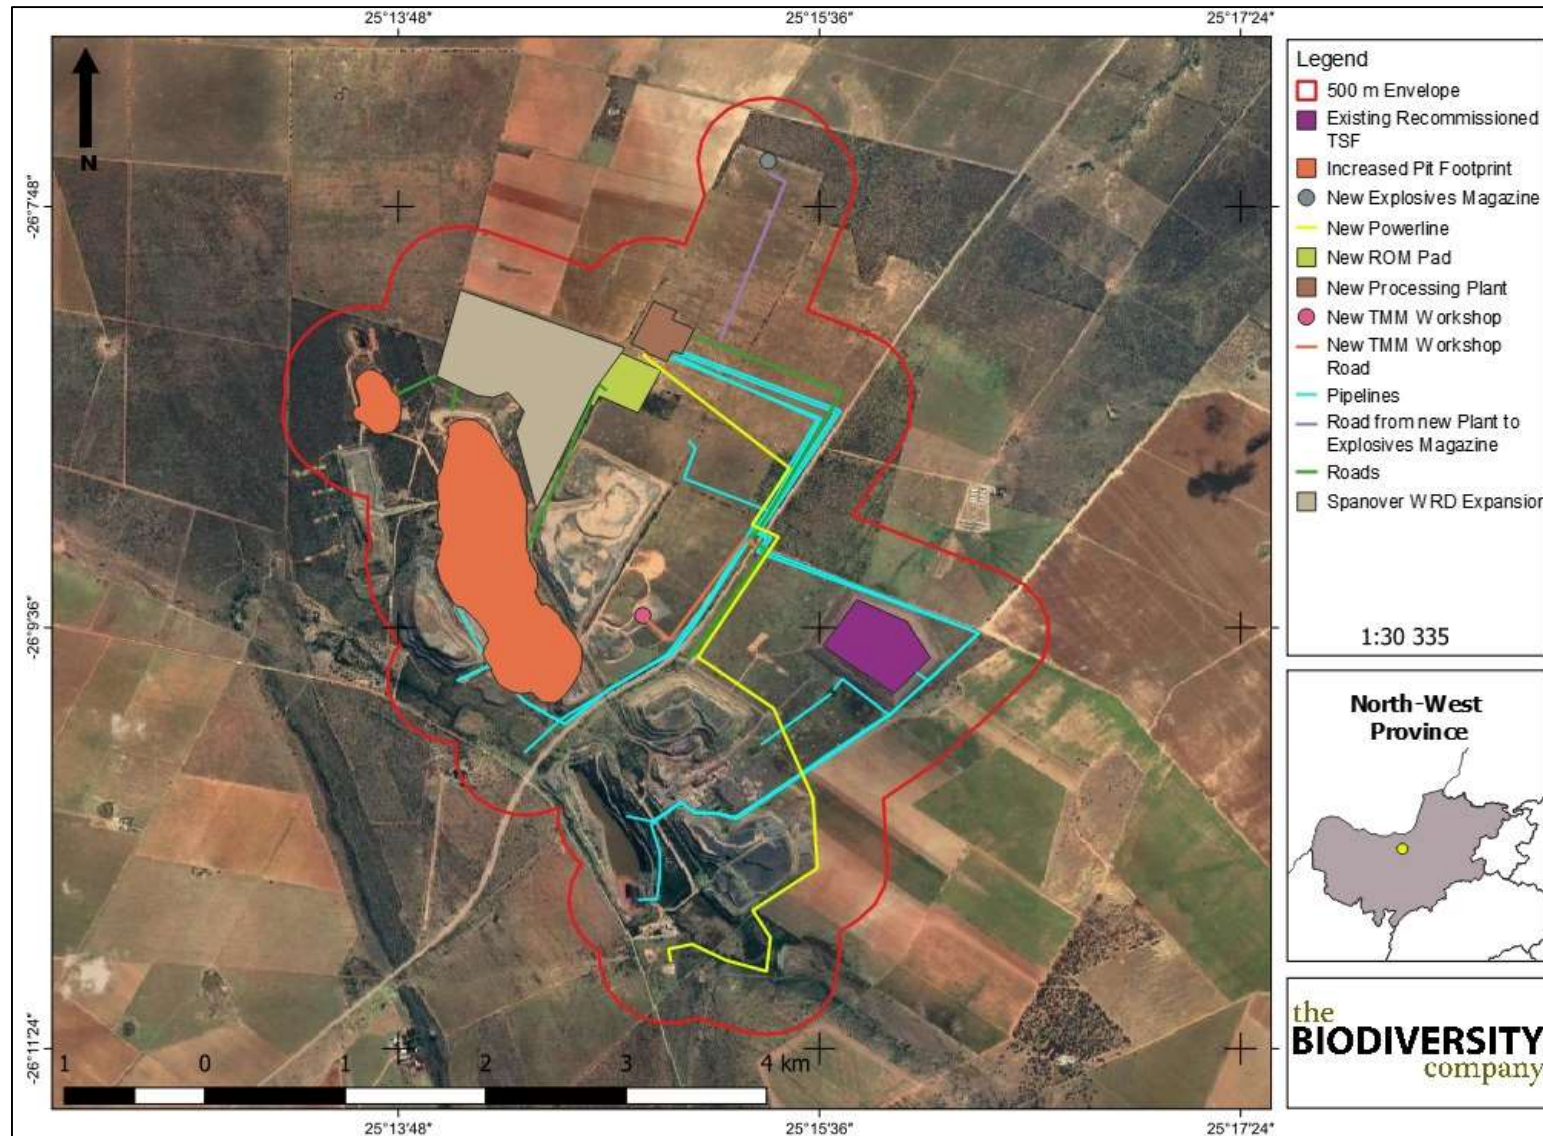 25°13'48" 25°15'36" 25°17'24"
N
-26°7'48"
-26°9'36"
-26°11'24"
1 0 1 2 3 4 km
25°13'48" 25°15'36" 25°17'24"
Legend
500 m Envelope
Existing Recommissioned
TSF
Increased Pit Footprint
New Explosives Magazine
New Powerline
New ROM Pad
New Processing Plant
New TMM Workshop
New TMM Workshop
Road
Pipelines
Road from new Plant to
Explosives Magazine
Roads
Spanover WRD Expansion
1:30 335
North-West
Province
the
BIODIVERSITY
company